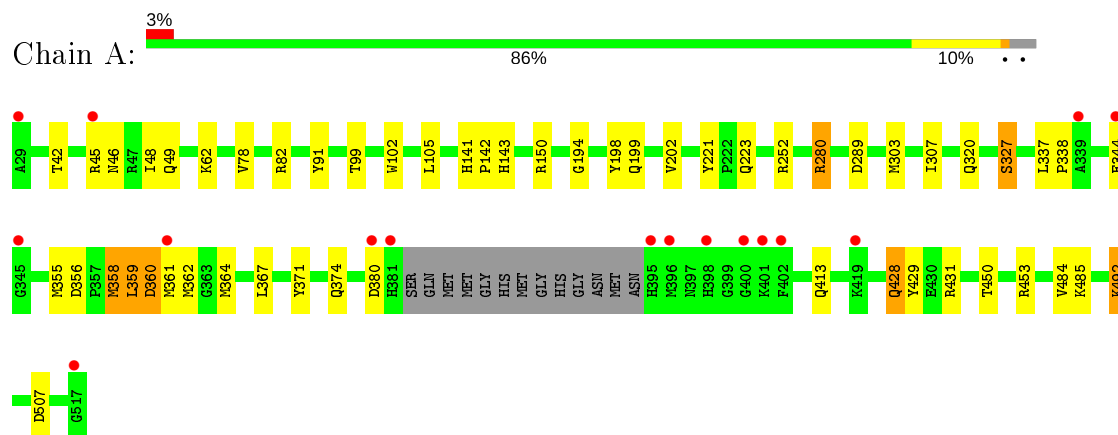 3%
Chain A:
86%
10%
A29 T42 R45 N46 R47 I48 Q49 K62 V78 R82 Y91 T99 W102 L105 H141 P142 H143 R150 G194 Y198 Q199 V202 Y221 P222 Q223 R252 R280 D289 M303 I307 Q320 S327 L337 P338 A339
G345 M355 D356 P357 M358 L359 D360 M361 M362 G363 M364 L367 Y371 Q374 D380 H381 SER GLN MET MET GLY HIS MET GLY HIS GLY ASN MET ASN H395 M396 N397 H398 G399 G400 K401 F402 Q413 K419 Q428 Y429 E430 R431 T450 R453 V484 K485
D507 G517